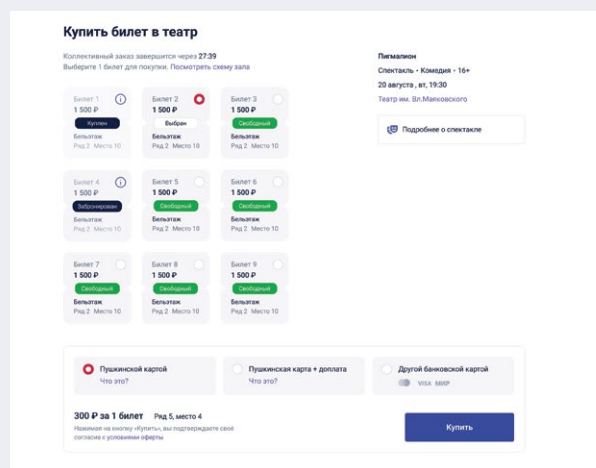 Купить билет в театр
Коллективный заказ завершится через 27:39
Выберите 1 билет для покупки. Посмотреть схему зала
Билет 1
1 500 ₽
Куплен
Бельэтаж
Ряд 2 Место 10
Билет 2
1 500 ₽
Выбран
Бельэтаж
Ряд 2 Место 10
Билет 3
1 500 ₽
Свободный
Бельэтаж
Ряд 2 Место 10
Билет 4
1 500 ₽
Забронирован
Бельэтаж
Ряд 2 Место 10
Билет 5
1 500 ₽
Свободный
Бельэтаж
Ряд 2 Место 10
Билет 6
1 500 ₽
Свободный
Бельэтаж
Ряд 2 Место 10
Билет 7
1 500 ₽
Свободный
Бельэтаж
Ряд 2 Место 10
Билет 8
1 500 ₽
Свободный
Бельэтаж
Ряд 2 Место 10
Билет 9
1 500 ₽
Свободный
Бельэтаж
Ряд 2 Место 10
Пигмалион
Спектакль • Комедия • 16+
20 августа , вт, 19:30
Театр им. Вл.Маяковского
Подробнее о спектакле
Пушкинской картой
Что это?
Пушкинская карта + доплата
Что это?
Другой банковской картой
VISA МИР
300 ₽ за 1 билет Ряд 5, место 4
Нажимая на кнопку «Купить», вы подтверждаете своё
согласие с условиями оферты
Купить